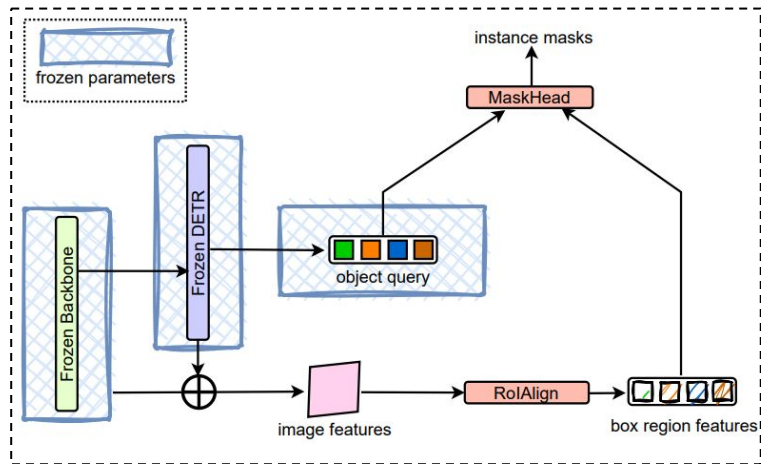 instance masks
frozen parameters
MaskHead
Frozen DETR
Frozen Backbone
object query
RoIAlign
image features
box region features